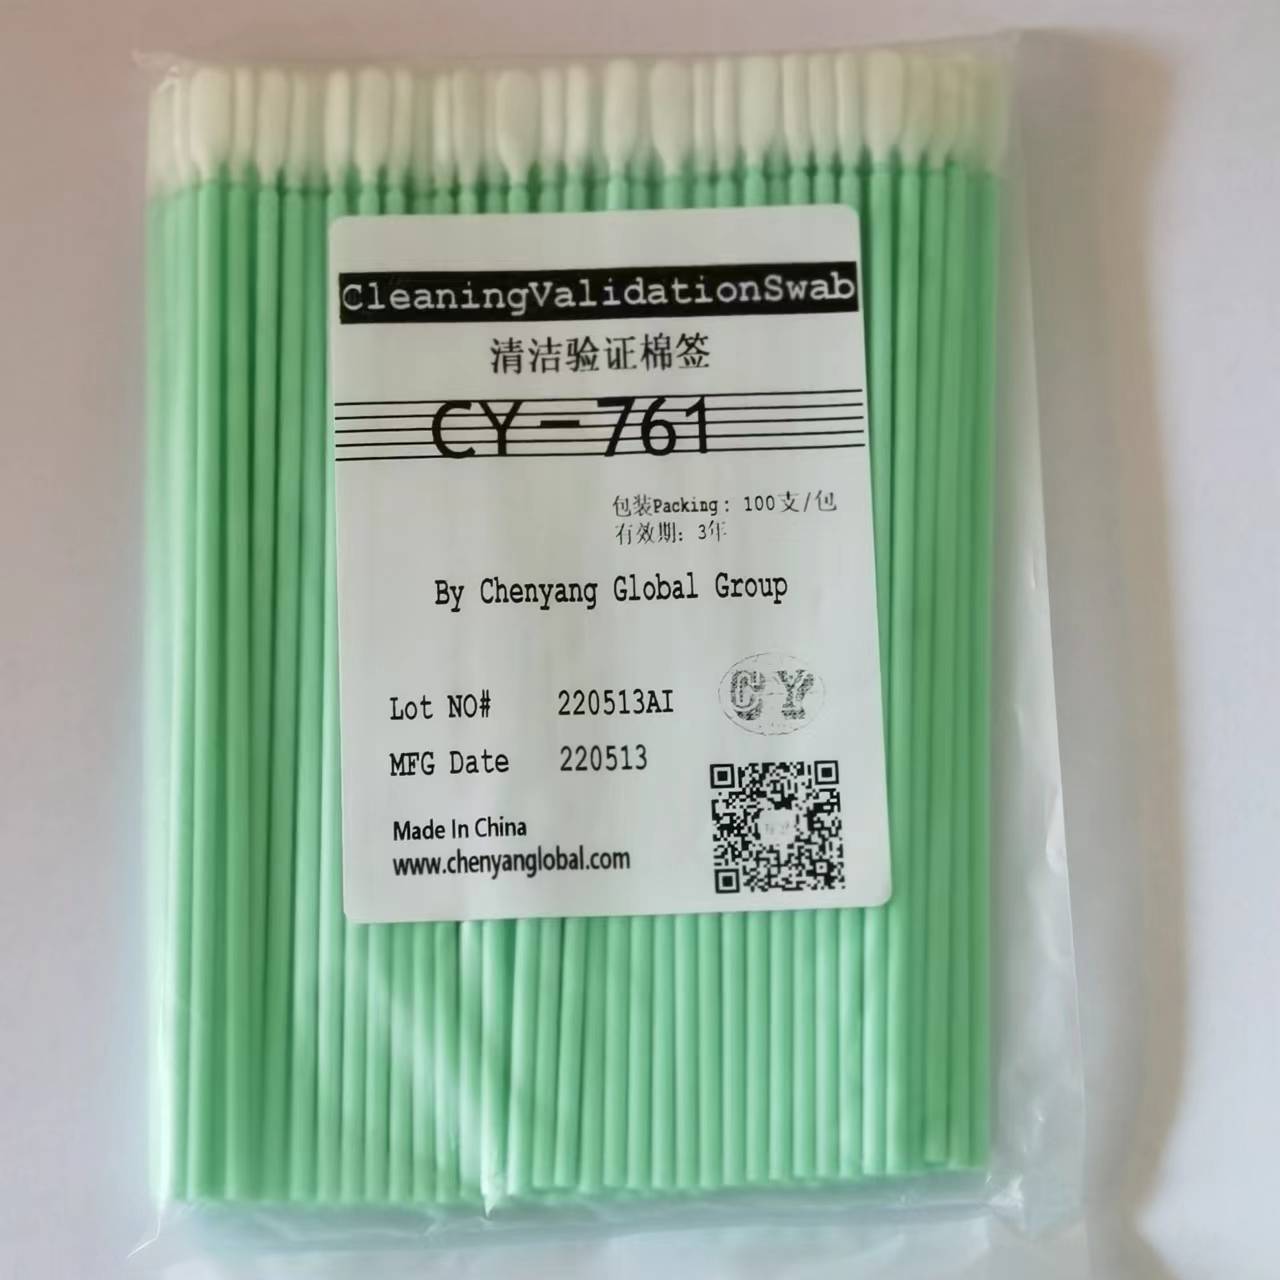 CleaningValidationSwab
清洁验证棉签
CY-761
包装Packing: 100支/包
有效期: 3年
By Chenyang Global Group
Lot NO# 220513AI
CY
MFG Date 220513
Made In China
www.chenyanglobal.com